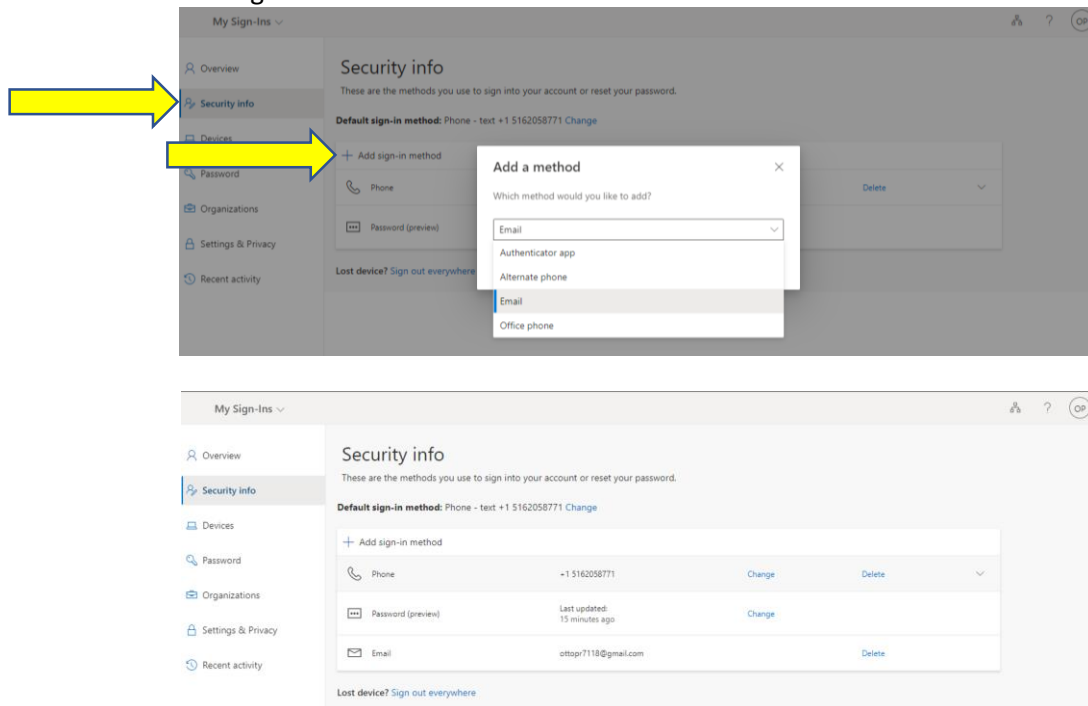 My Sign-Ins
? OP
Overview
Security info
Devices
Password
Organizations
Settings & Privacy
Recent activity
Security info
These are the methods you use to sign into your account or reset your password.
Default sign-in method: Phone - text +1 5162058771 Change
+ Add sign-in method
Phone Delete
Password (preview)
Lost device? Sign out everywhere
Add a method
Which method would you like to add?
Email
Authenticator app
Alternate phone
Email
Office phone
My Sign-Ins
? OP
Overview
Security info
Devices
Password
Organizations
Settings & Privacy
Recent activity
Security info
These are the methods you use to sign into your account or reset your password.
Default sign-in method: Phone - text +1 5162058771 Change
+ Add sign-in method
Phone +1 5162058771 Change Delete
Password (preview) Last updated: Change
15 minutes ago
Email ottopr7118@gmail.com Delete
Lost device? Sign out everywhere